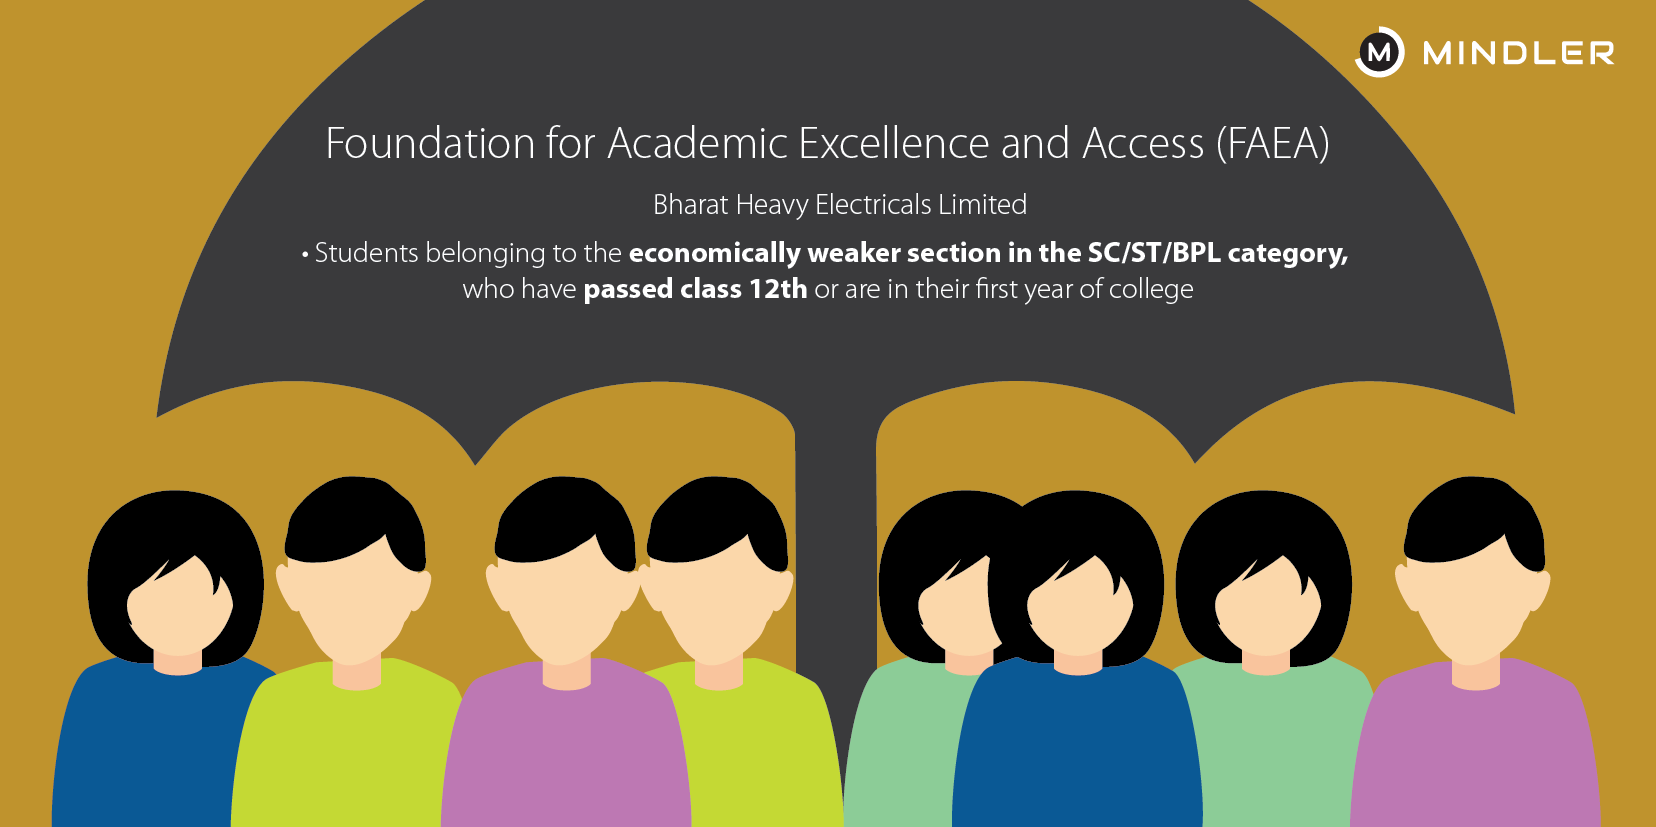 M MINDLER
Foundation for Academic Excellence and Access (FAEA)
Bharat Heavy Electricals Limited
• Students belonging to the economically weaker section in the SC/ST/BPL category,
who have passed class 12th or are in their first year of college